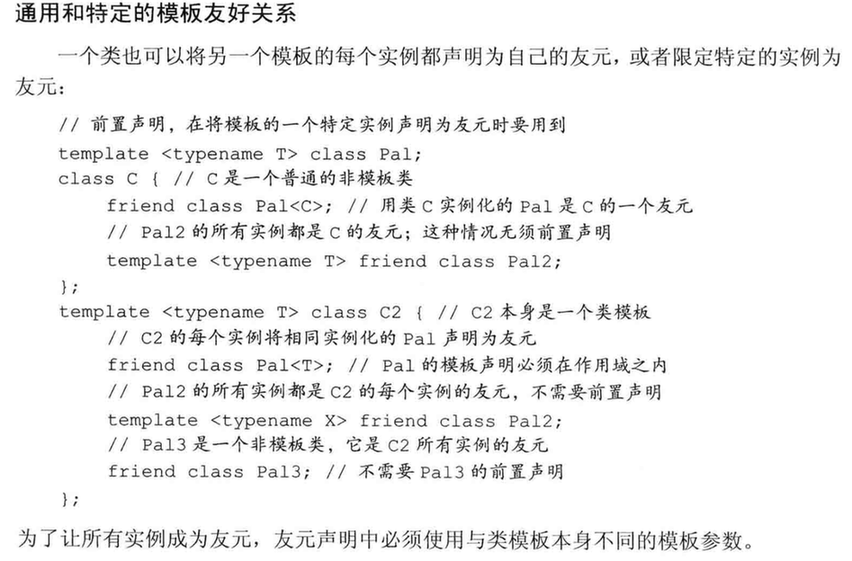 通用和特定的模板友好关系
一个类也可以将另一个模板的每个实例都声明为自己的友元，或者限定特定的实例为
友元：
// 前置声明，在将模板的一个特定实例声明为友元时要用到
template <typename T> class Pal;
class C { // C是一个普通的非模板类
friend class Pal<C>; // 用类C实例化的Pal是C的一个友元
// Pal2的所有实例都是C的友元；这种情况无须前置声明
template <typename T> friend class Pal2;
};
template <typename T> class C2 { // C2本身是一个类模板
// C2的每个实例将相同实例化的Pal声明为友元
friend class Pal<T>; // Pal的模板声明必须在作用域之内
// Pal2的所有实例都是C2的每个实例的友元，不需要前置声明
template <typename X> friend class Pal2;
// Pal3是一个非模板类，它是C2所有实例的友元
friend class Pal3; // 不需要Pal3的前置声明
};
为了让所有实例成为友元，友元声明中必须使用与类模板本身不同的模板参数。